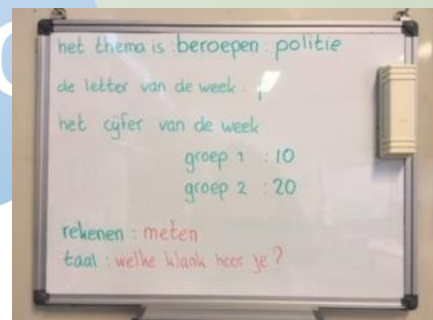 het thema is : beroepen : politie
de letter van de week :
het cijfer van de week
groep 1 : 10
groep 2 : 20
rekenen : meten
taal : welke klank hoor je ?